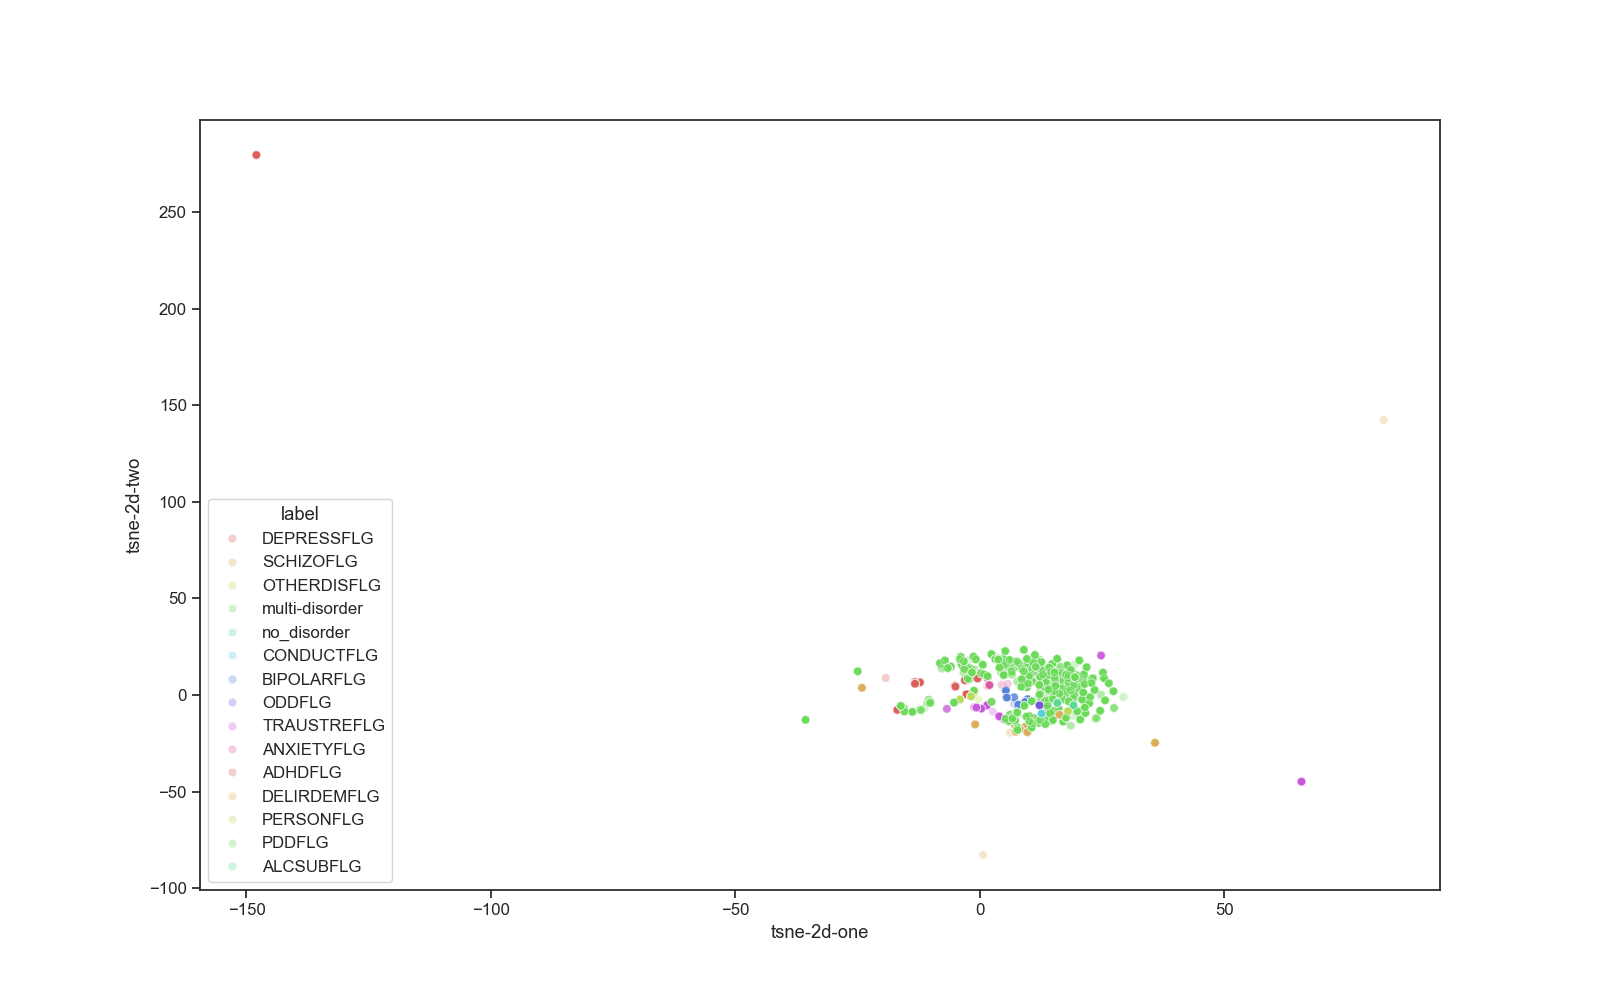 250
200
150
100
50
0
−50
−100
tsne-2d-two
label
DEPRESSFLG
SCHIZOFLG
OTHERDISFLG
multi-disorder
no_disorder
CONDUCTFLG
BIPOLARFLG
ODDFLG
TRAUSTREFLG
ANXIETYFLG
ADHDFLG
DELIRDEMFLG
PERSONFLG
PDDFLG
ALCSUBFLG
−150 −100 −50 0 50
tsne-2d-one